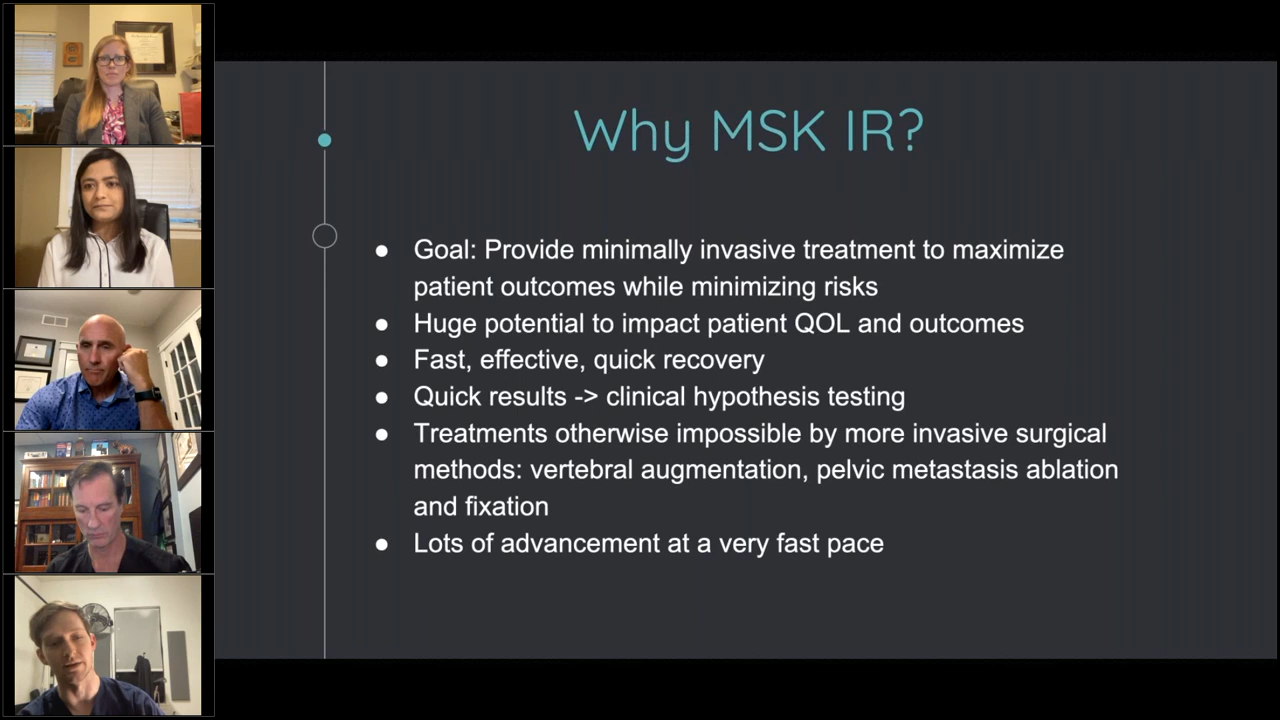 Why MSK IR?
● Goal: Provide minimally invasive treatment to maximize
patient outcomes while minimizing risks
● Huge potential to impact patient QOL and outcomes
● Fast, effective, quick recovery
● Quick results -> clinical hypothesis testing
● Treatments otherwise impossible by more invasive surgical
methods: vertebral augmentation, pelvic metastasis ablation
and fixation
● Lots of advancement at a very fast pace